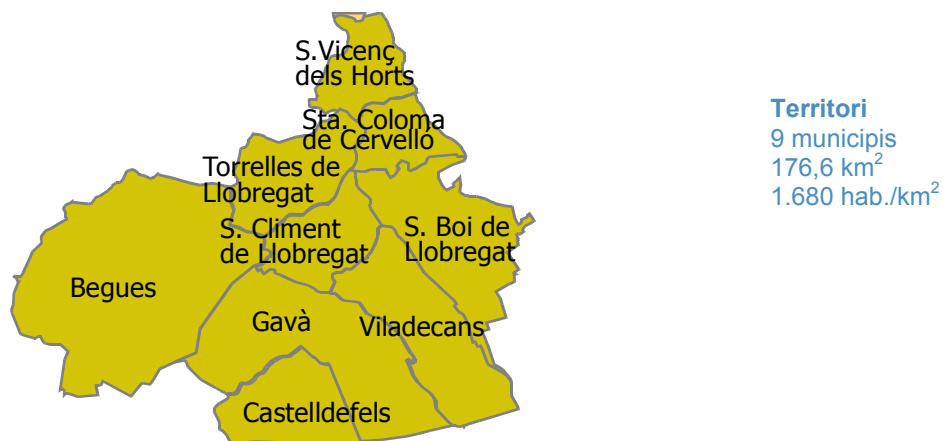 S.Vicenç
dels Horts
Sta. Coloma
de Cervelló
Torrelles de
Llobregat
S. Climent
de Llobregat
S. Boi de
Llobregat
Begues
Gavà
Viladecans
Castelldefels
Territori
9 municipis
176,6 km²
1.680 hab./km²